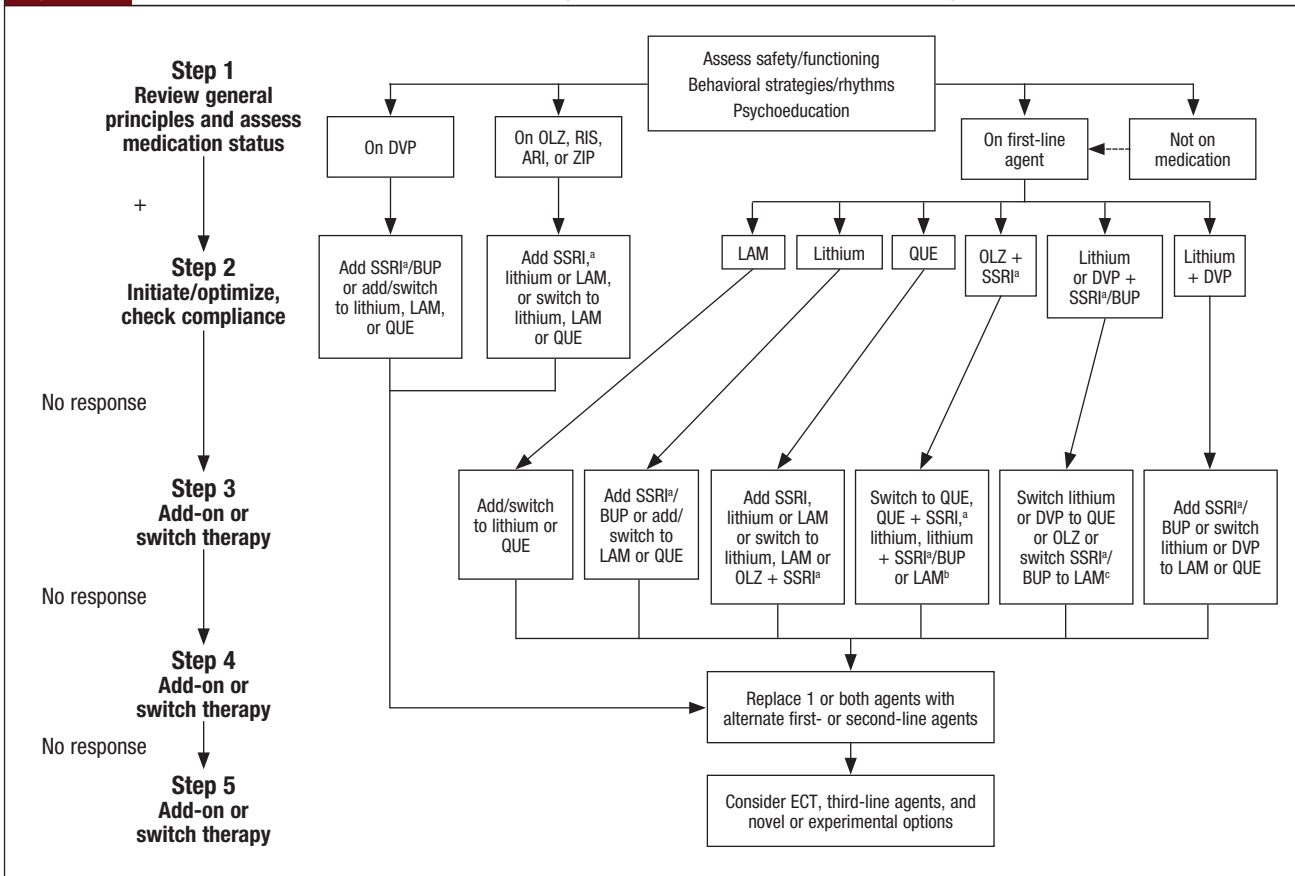 Assess safety/functioning
Behavioral strategies/rhythms
Psychoeducation
Step 1
Review general
principles and assess
medication status
On DVP
On OLZ, RIS,
ARI, or ZIP
On first-line
agent
Not on
medication
+
Step 2
Initiate/optimize,
check compliance
Add SSRIᵃ/BUP
or add/switch
to lithium, LAM,
or QUE
Add SSRI,ᵃ
lithium or LAM,
or switch to
lithium, LAM
or QUE
LAM
Lithium
QUE
OLZ +
SSRIᵃ
Lithium
or DVP +
SSRIᵃ/BUP
Lithium
+ DVP
No response
Step 3
Add-on or
switch therapy
Add/switch
to lithium or
QUE
Add SSRIᵃ/
BUP or add/
switch to
LAM or QUE
Add SSRI,
lithium or LAM
or switch to
lithium, LAM or
OLZ + SSRIᵃ
Switch to QUE,
QUE + SSRI,ᵃ
lithium, lithium
+ SSRIᵃ/BUP
or LAMᵇ
Switch lithium
or DVP to QUE
or OLZ or
switch SSRIᵃ/
BUP to LAMᶜ
Add SSRIᵃ/
BUP or switch
lithium or DVP
to LAM or QUE
No response
Step 4
Add-on or
switch therapy
Replace 1 or both agents with
alternate first- or second-line agents
No response
Step 5
Add-on or
switch therapy
Consider ECT, third-line agents, and
novel or experimental options